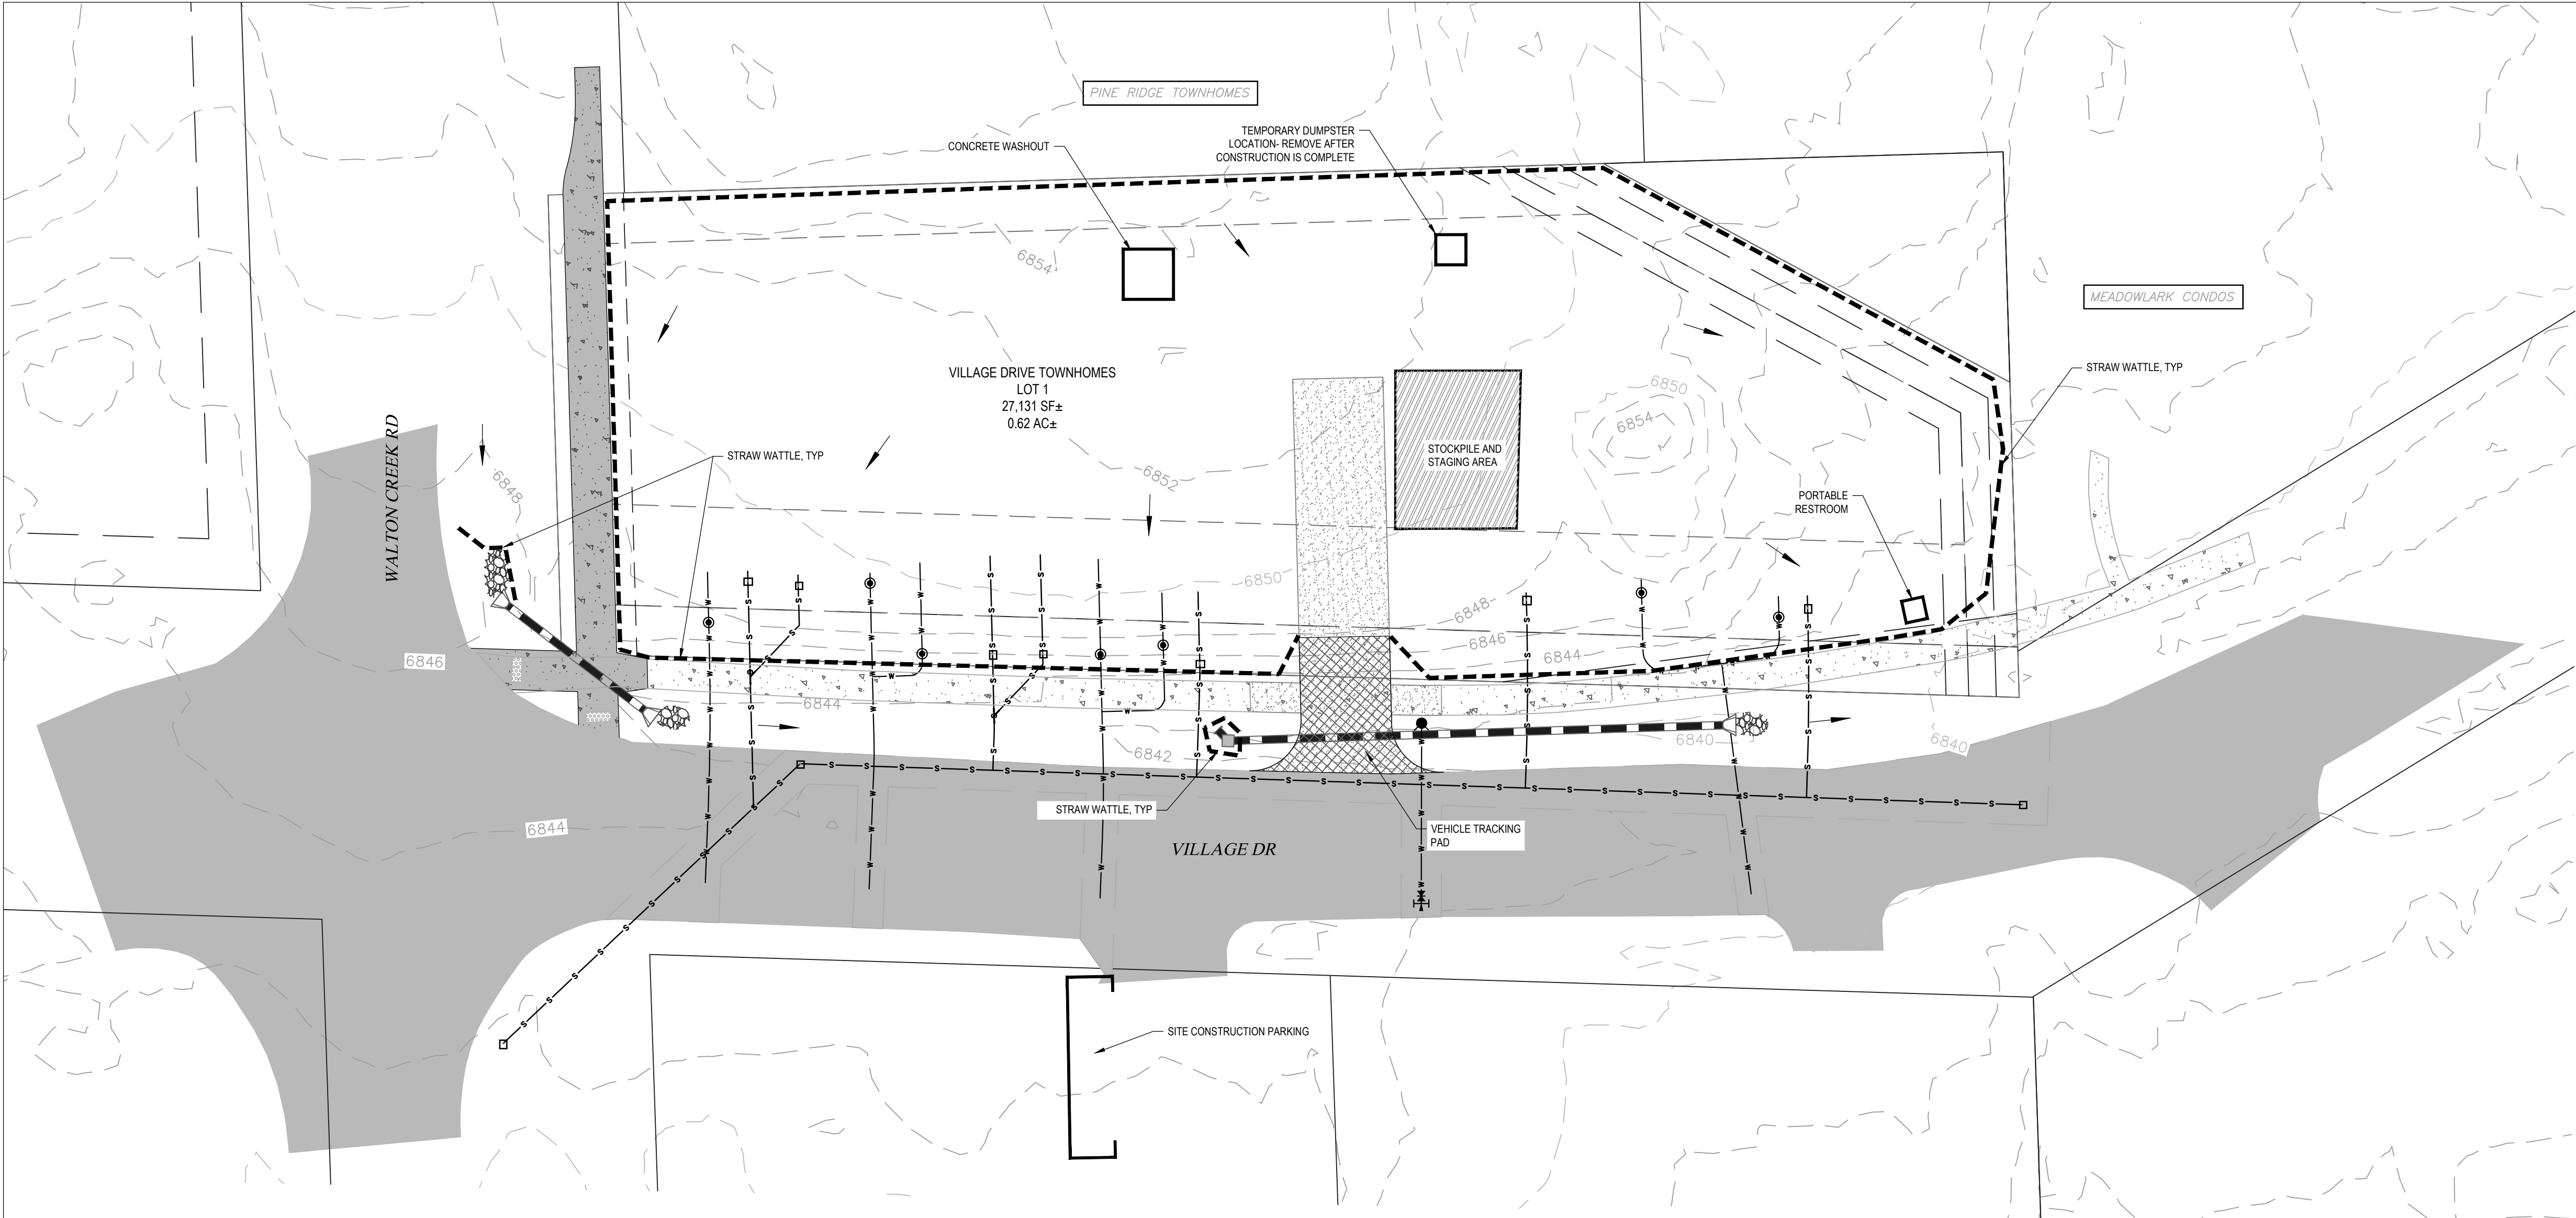 PINE RIDGE TOWNHOMES
CONCRETE WASHOUT
TEMPORARY DUMPSTER
LOCATION- REMOVE AFTER
CONSTRUCTION IS COMPLETE
6854
MEADOWLARK CONDOS
STRAW WATTLE, TYP
VILLAGE DRIVE TOWNHOMES
LOT 1
27,131 SF±
0.62 AC±
6850
6854
STOCKPILE AND
STAGING AREA
WALTON CREEK RD
STRAW WATTLE, TYP
6848
6852
PORTABLE
RESTROOM
6850
6848
6846
6844
6846
6844
6842
6840
6840
STRAW WATTLE, TYP
VEHICLE TRACKING
PAD
6844
VILLAGE DR
SITE CONSTRUCTION PARKING